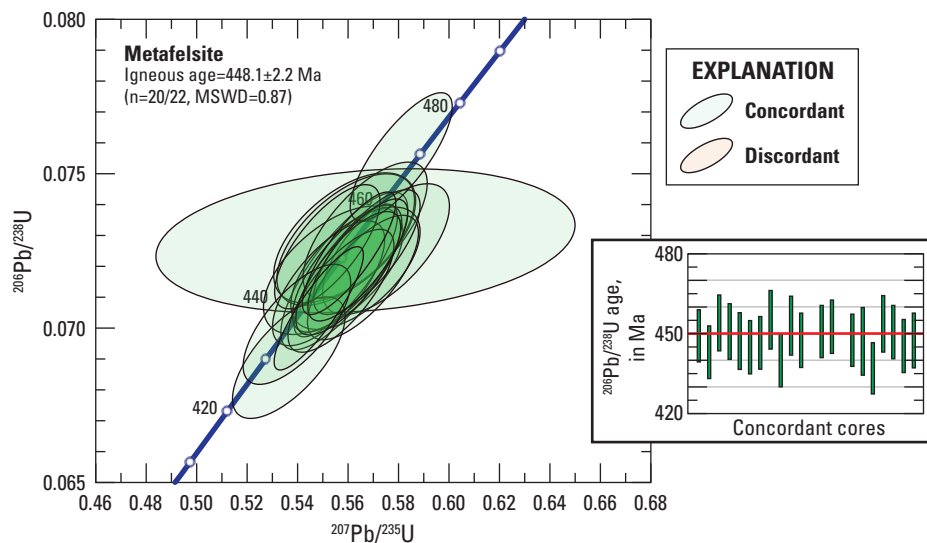 0.080
0.075
0.070
0.065
²⁰⁶Pb/²³⁸U
Metafelsite
Igneous age=448.1±2.2 Ma
(n=20/22, MSWD=0.87)
480
460
440
420
0.46 0.48 0.50 0.52 0.54 0.56 0.58 0.60 0.62 0.64 0.66 0.68
²⁰⁷Pb/²³⁵U
EXPLANATION
Concordant
Discordant
²⁰⁶Pb/²³⁸U age,
in Ma
480
450
420
Concordant cores